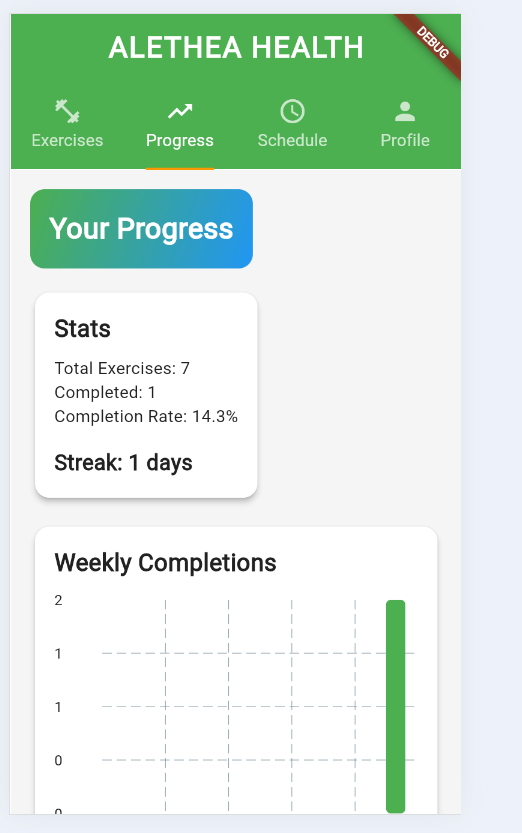 ALETHEA HEALTH
DEBUG
Exercises
Progress
Schedule
Profile
Your Progress
Stats
Total Exercises: 7
Completed: 1
Completion Rate: 14.3%
Streak: 1 days
Weekly Completions
2
1
1
0
0